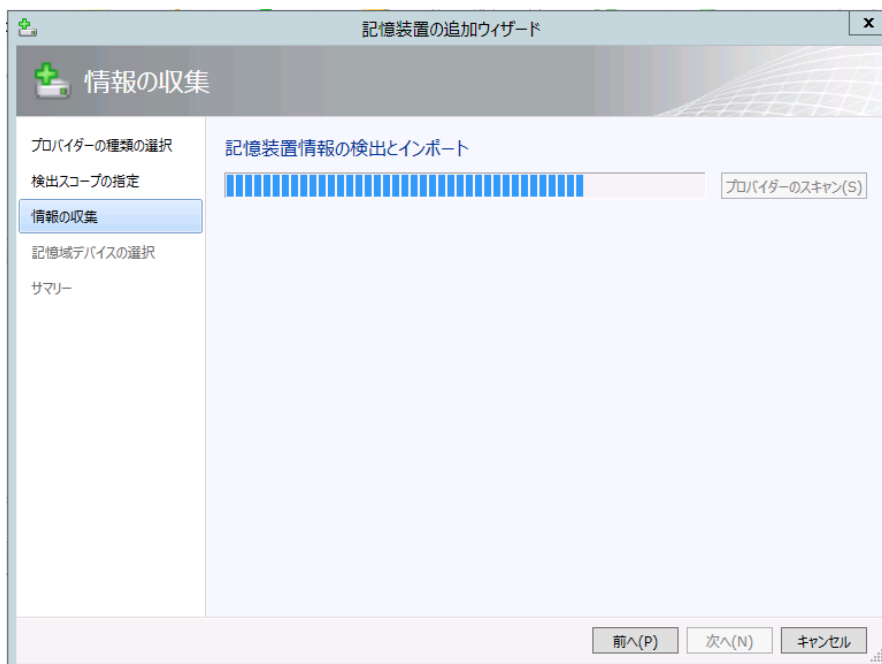 記憶装置の追加ウィザード
x
情報の収集
プロバイダーの種類の選択
検出スコープの指定
情報の収集
記憶域デバイスの選択
サマリー
記憶装置情報の検出とインポート
プロバイダーのスキャン(S)
前へ(P)
次へ(N)
キャンセル